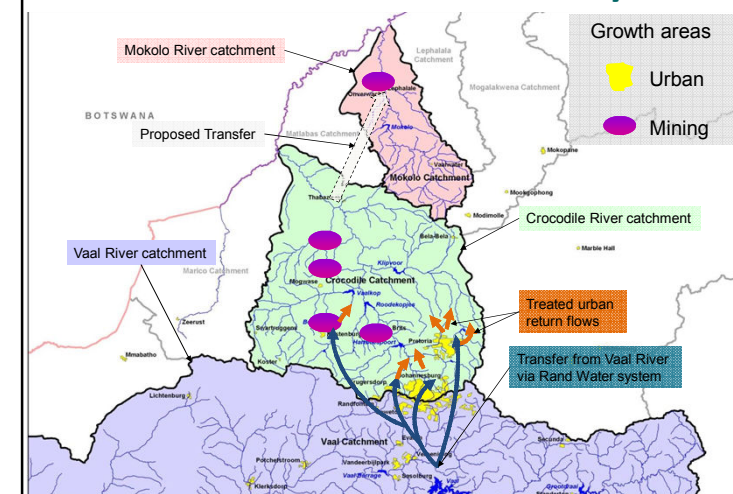 Growth areas
Urban
Mining
Mokolo River catchment
Lephalala
Catchment
Mogalakwena Catchment
Lephalale
BOTSWANA
Proposed Transfer
Matlabas Catchment
Mokolo
Mokopane
Vaalwater
Mokolo Catchment
Mookgophong
Modimolle
Crocodile River catchment
Bela-Bela
Marble Hall
Vaal River catchment
Marico Catchment
Klipvoor
Mogwase
Crocodile Catchment
Vaalkop
Roodekopjes
Zeerust
Swartruggens
Brits
Pretoria
Treated urban
return flows
Mmabatho
Koster
Johannesburg
Transfer from Vaal River
via Rand Water system
Lichtenburg
Krugersdorp
Randfontein
Vaal Catchment
Secunda
Potchefstroom
Vanderbijlpark
Vaal Barrage
Sasolburg
Vaal
Klerksdorp
Grootdraai